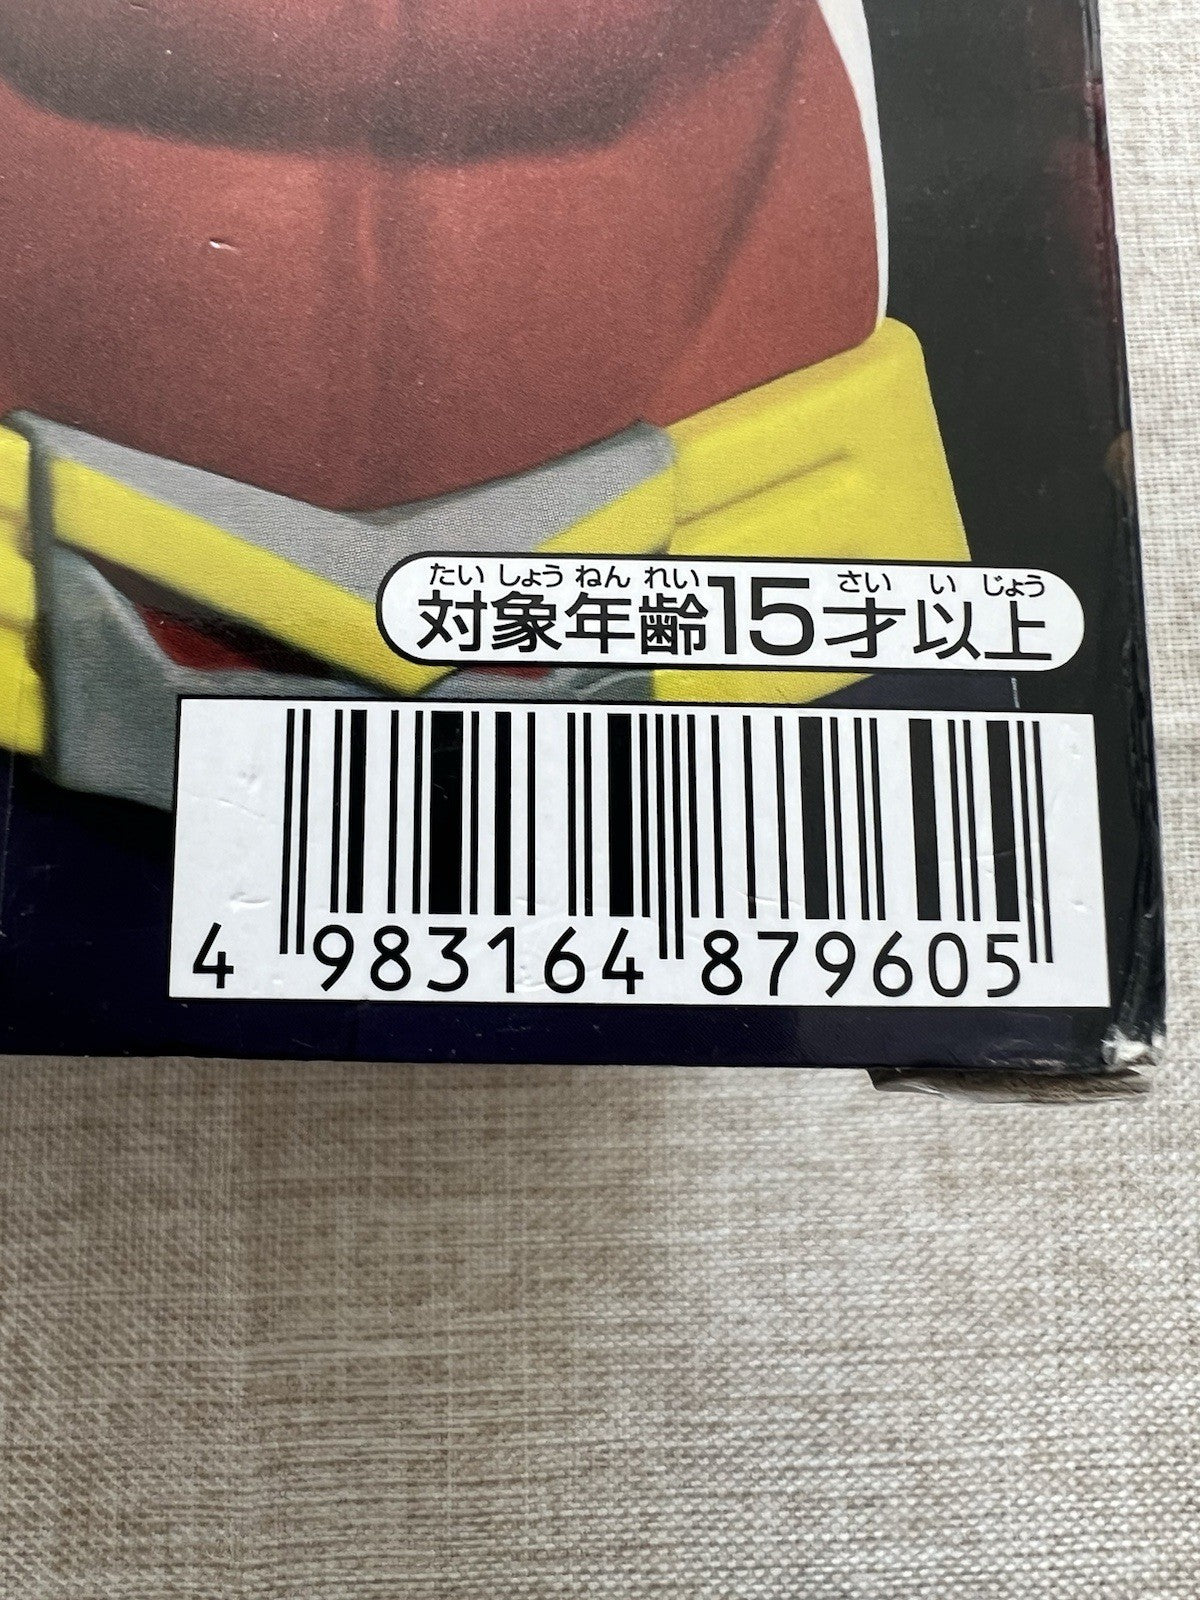 たいしょうねんれい さい い じょう
対象年齢15才以上
4 983164 879605